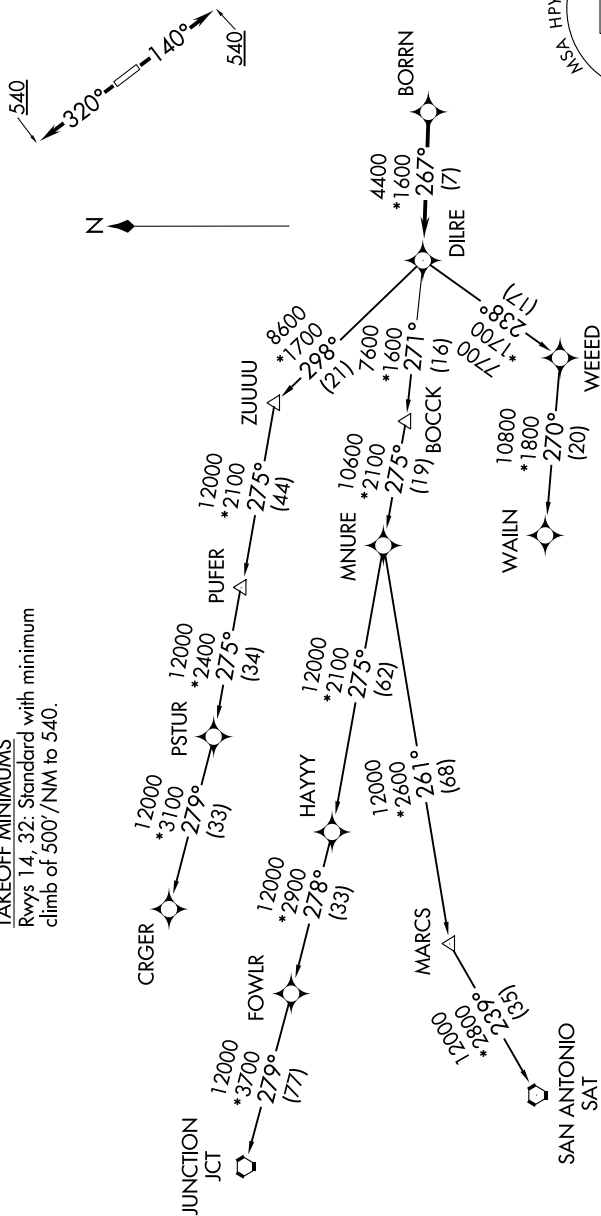 TAKEOFF MINIMUMS
Rwys 14, 32: Standard with minimum
climb of 500'/NM to 540.
540
320°
140°
540
N
MSA HPY
CRGER
12000
*3100
279°
(33)
PSTUR
12000
*2400
275°
(34)
PUFER
12000
*2100
275°
(44)
ZUUUU
8600
*1700
298°
(21)
BORRN
4400
*1600
267°
(7)
DILRE
7600
*1600
271°
(16)
BOCCK
10600
*2100
275°
(19)
MNURE
12000
*2100
275°
(62)
HAYYY
12000
*2900
278°
(33)
FOWLR
12000
*3700
279°
(77)
JUNCTION
JCT
12000
*2600
261°
(68)
MARCS
12000
*2800
239°
(35)
SAN ANTONIO
SAT
7700
*1700
238°
(17)
WEEED
10800
*1800
270°
(20)
WAILN